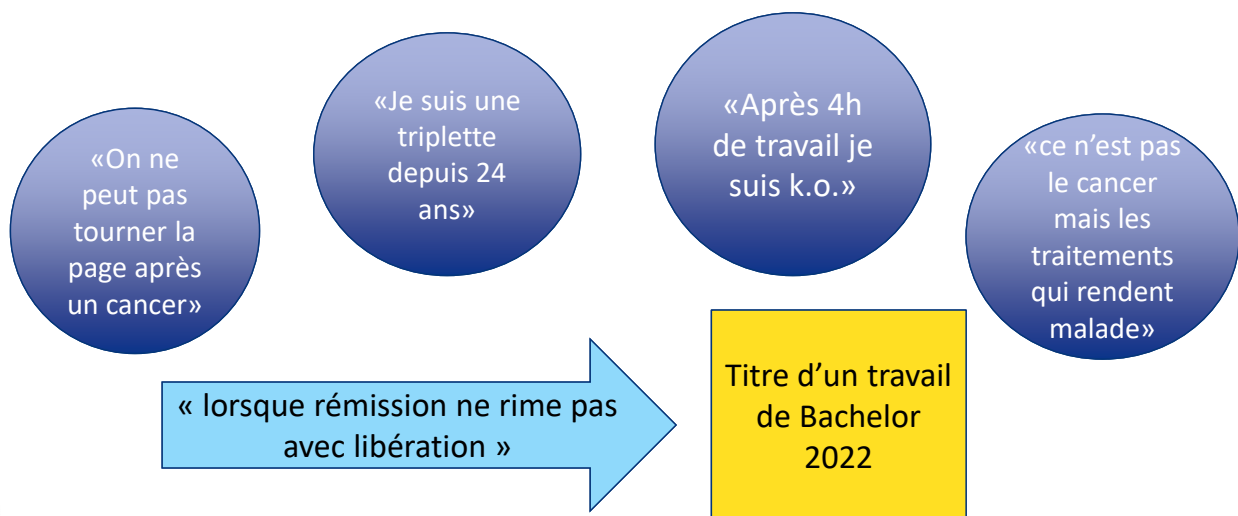 «On ne
peut pas
tourner la
page après
un cancer»
«Je suis une
triplette
depuis 24
ans»
«Après 4h
de travail je
suis k.o.»
«ce n’est pas
le cancer
mais les
traitements
qui rendent
malade»
« lorsque rémission ne rime pas
avec libération »
Titre d’un travail
de Bachelor
2022